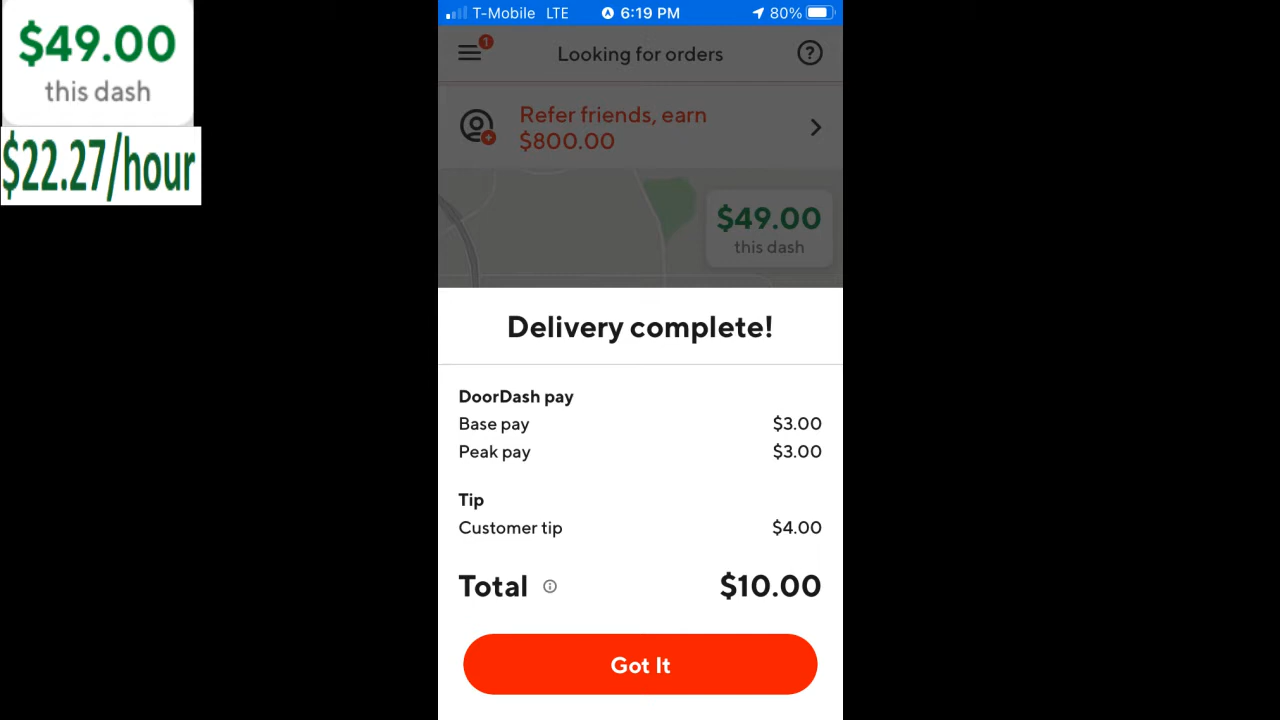 $49.00
this dash
$22.27/hour
T-Mobile LTE 6:19 PM 80%
1
Looking for orders
?
Refer friends, earn
$800.00
$49.00
this dash
Delivery complete!
DoorDash pay
Base pay $3.00
Peak pay $3.00
Tip
Customer tip $4.00
Total $10.00
Got It